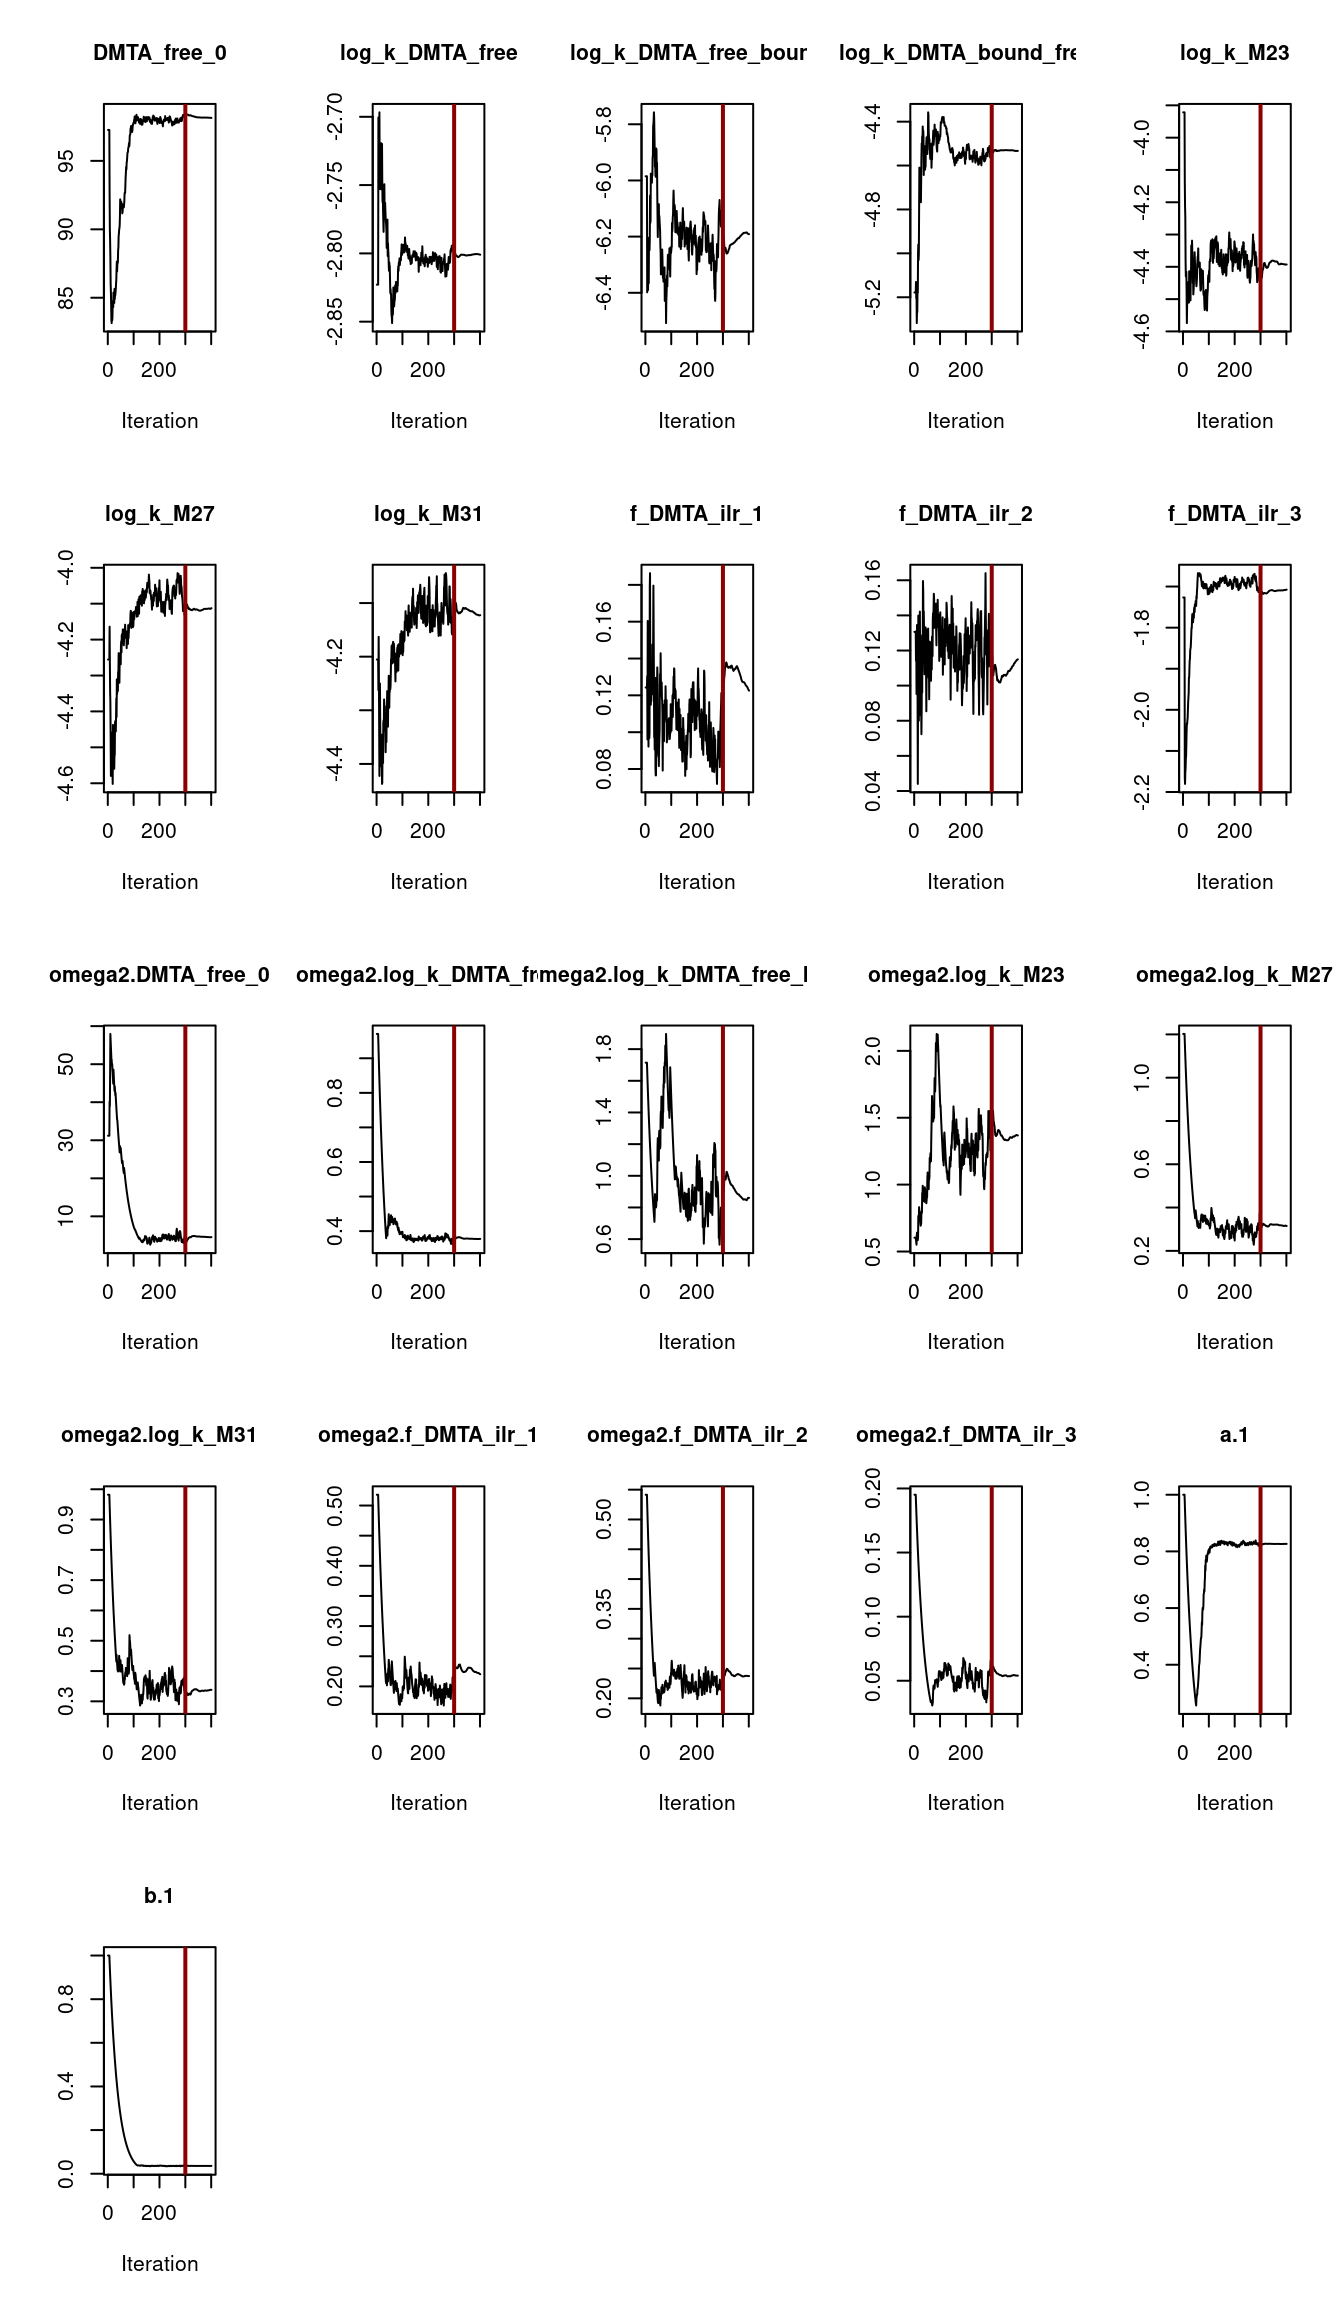 DMTA_free_0
95
90
85
0 200
Iteration
log_k_DMTA_free
-2.70
-2.75
-2.80
-2.85
0 200
Iteration
log_k_DMTA_free_bour
-5.8
-6.0
-6.2
-6.4
0 200
Iteration
log_k_DMTA_bound_fre
-4.4
-4.8
-5.2
0 200
Iteration
log_k_M23
-4.0
-4.2
-4.4
-4.6
0 200
Iteration
log_k_M27
-4.0
-4.2
-4.4
-4.6
0 200
Iteration
log_k_M31
-4.2
-4.4
0 200
Iteration
f_DMTA_ilr_1
0.16
0.12
0.08
0 200
Iteration
f_DMTA_ilr_2
0.16
0.12
0.08
0.04
0 200
Iteration
f_DMTA_ilr_3
-1.8
-2.0
-2.2
0 200
Iteration
omega2.DMTA_free_0
50
30
10
0 200
Iteration
omega2.log_k_DMTA_fr
0.8
0.6
0.4
0 200
Iteration
mega2.log_k_DMTA_free_l
1.8
1.4
1.0
0.6
0 200
Iteration
omega2.log_k_M23
2.0
1.5
1.0
0.5
0 200
Iteration
omega2.log_k_M27
1.0
0.6
0.2
0 200
Iteration
omega2.log_k_M31
0.9
0.7
0.5
0.3
0 200
Iteration
omega2.f_DMTA_ilr_1
0.50
0.40
0.30
0.20
0 200
Iteration
omega2.f_DMTA_ilr_2
0.50
0.35
0.20
0 200
Iteration
omega2.f_DMTA_ilr_3
0.20
0.15
0.10
0.05
0 200
Iteration
a.1
1.0
0.8
0.6
0.4
0 200
Iteration
b.1
0.8
0.4
0.0
0 200
Iteration